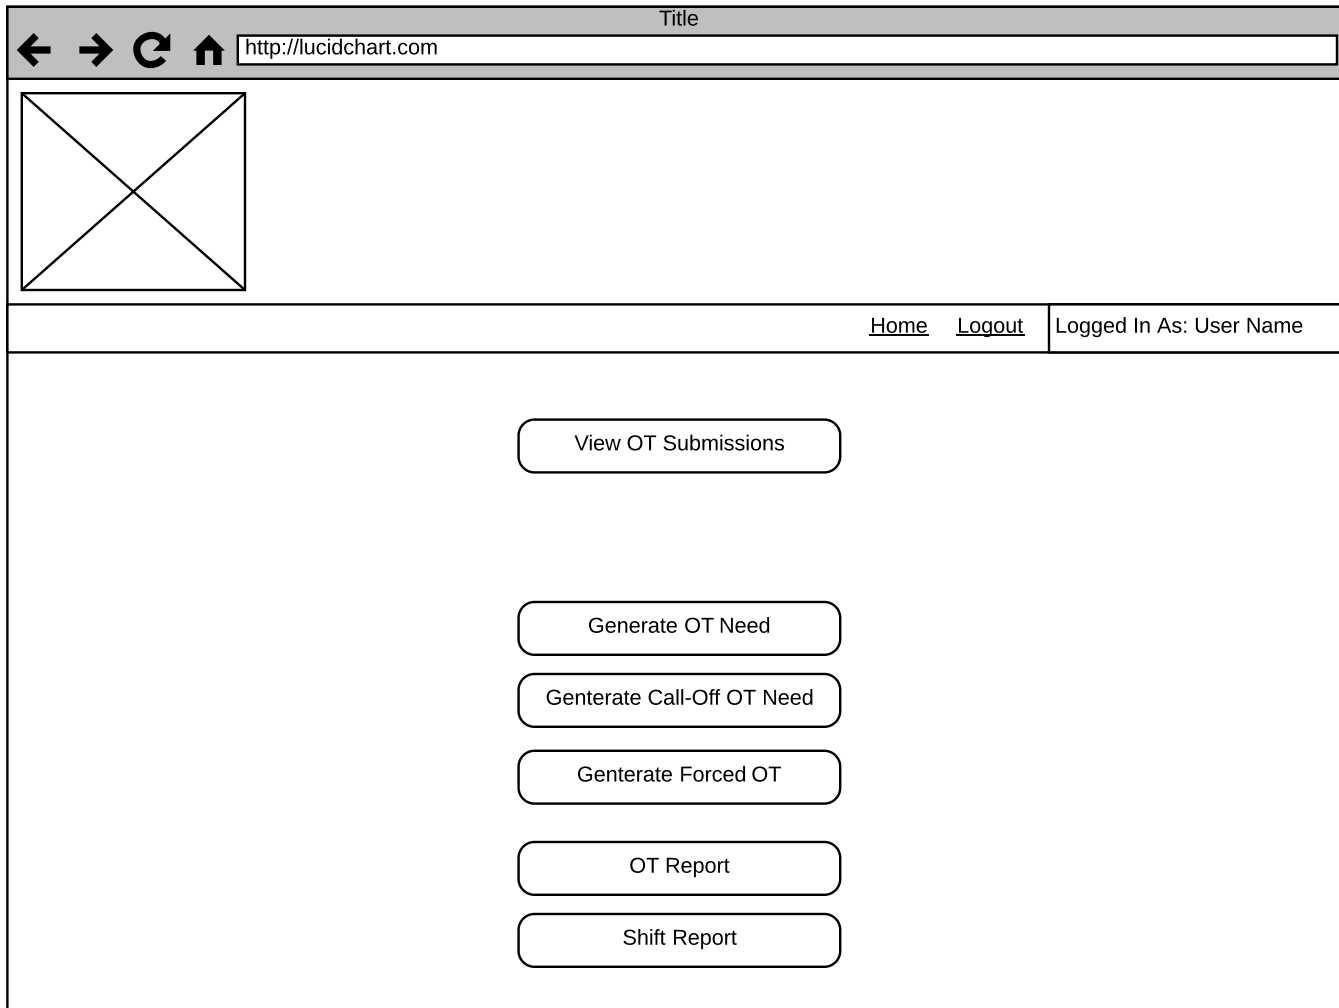 Title
http://lucidchart.com
Home Logout Logged In As: User Name
View OT Submissions
Generate OT Need
Genterate Call-Off OT Need
Genterate Forced OT
OT Report
Shift Report